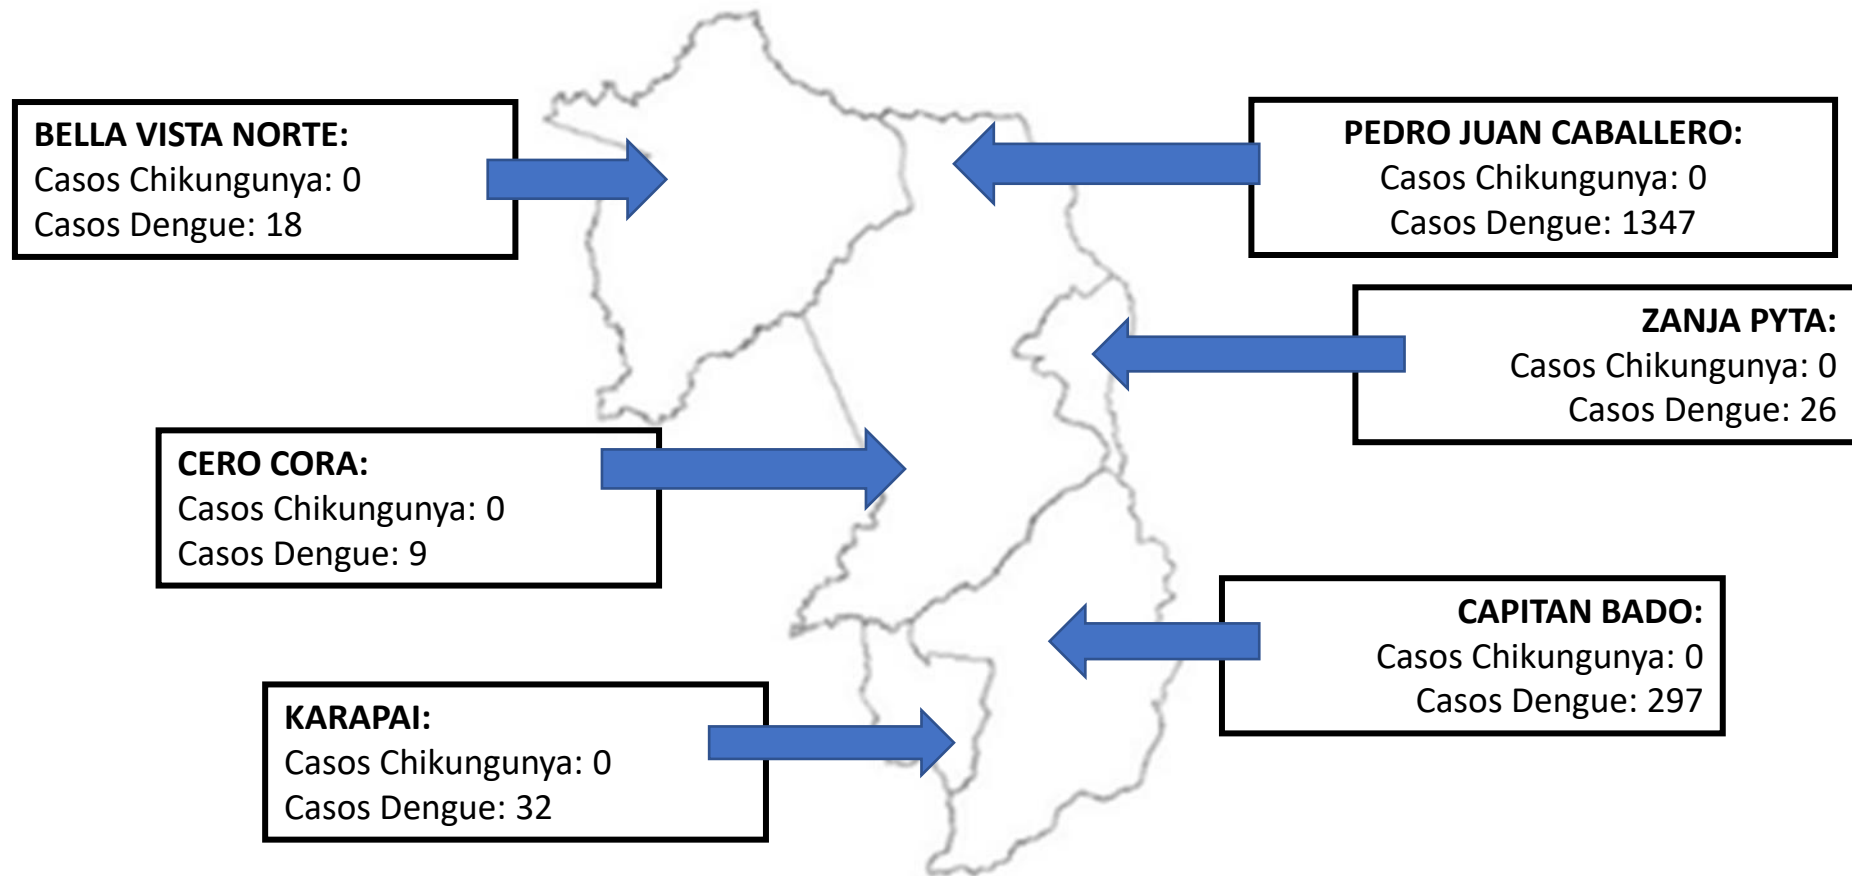 BELLA VISTA NORTE:
Casos Chikungunya: 0
Casos Dengue: 18
PEDRO JUAN CABALLERO:
Casos Chikungunya: 0
Casos Dengue: 1347
ZANJA PYTA:
Casos Chikungunya: 0
Casos Dengue: 26
CERO CORA:
Casos Chikungunya: 0
Casos Dengue: 9
CAPITAN BADO:
Casos Chikungunya: 0
Casos Dengue: 297
KARAPAI:
Casos Chikungunya: 0
Casos Dengue: 32